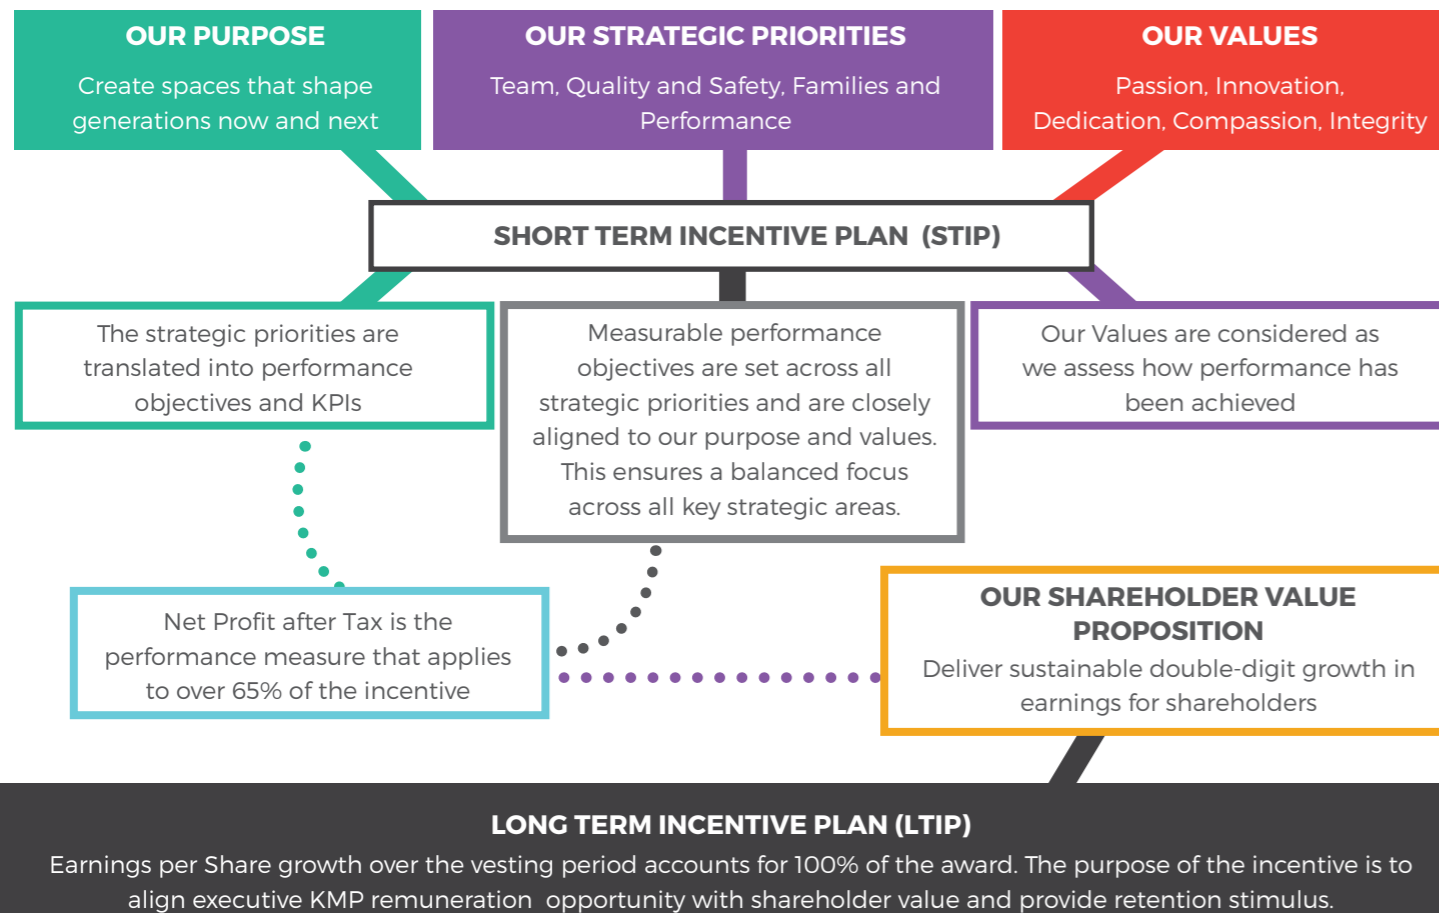 OUR PURPOSE
Create spaces that shape
generations now and next
OUR STRATEGIC PRIORITIES
Team, Quality and Safety, Families and
Performance
OUR VALUES
Passion, Innovation,
Dedication, Compassion, Integrity
SHORT TERM INCENTIVE PLAN (STIP)
The strategic priorities are
translated into performance
objectives and KPIs
Measurable performance
objectives are set across all
strategic priorities and are closely
aligned to our purpose and values.
This ensures a balanced focus
across all key strategic areas.
Our Values are considered as
we assess how performance has
been achieved
Net Profit after Tax is the
performance measure that applies
to over 65% of the incentive
OUR SHAREHOLDER VALUE
PROPOSITION
Deliver sustainable double-digit growth in
earnings for shareholders
LONG TERM INCENTIVE PLAN (LTIP)
Earnings per Share growth over the vesting period accounts for 100% of the award. The purpose of the incentive is to
align executive KMP remuneration opportunity with shareholder value and provide retention stimulus.